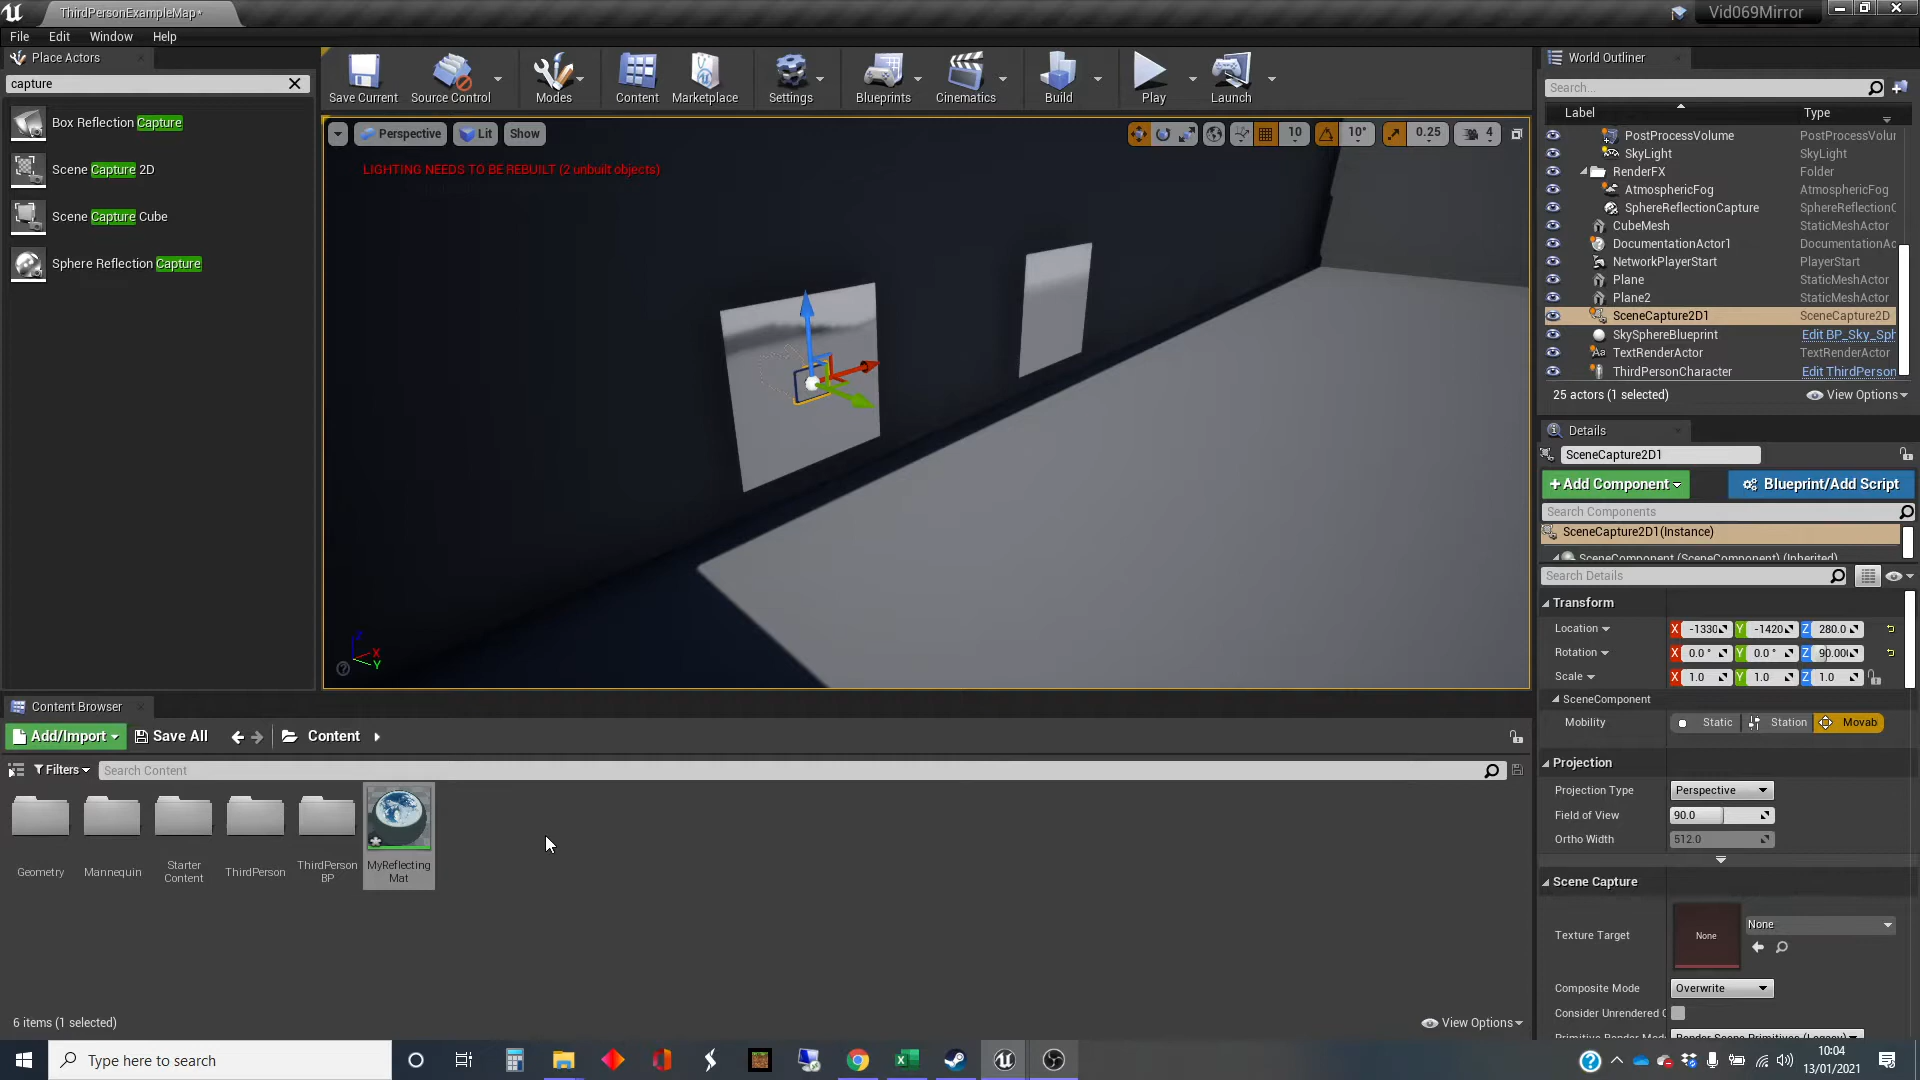 ThirdPersonExampleMap*
Vid069Mirror
File Edit Window Help
Place Actors
capture
Box Reflection Capture
Scene Capture 2D
Scene Capture Cube
Sphere Reflection Capture
Save Current
Source Control
Modes
Content
Marketplace
Settings
Blueprints
Cinematics
Build
Play
Launch
Perspective
Lit
Show
10
10°
0.25
4
LIGHTING NEEDS TO BE REBUILT (2 unbuilt objects)
Z
X
Y
World Outliner
Search...
Label Type
PostProcessVolume PostProcessVolu
SkyLight SkyLight
RenderFX Folder
AtmosphericFog AtmosphericFog
SphereReflectionCapture SphereReflectionC
CubeMesh StaticMeshActor
DocumentationActor1 DocumentationAc
NetworkPlayerStart PlayerStart
Plane StaticMeshActor
Plane2 StaticMeshActor
SceneCapture2D1 SceneCapture2D
SkySphereBlueprint Edit BP_Sky_Sph
TextRenderActor TextRenderActor
ThirdPersonCharacter Edit ThirdPerson
25 actors (1 selected)
View Options
Details
SceneCapture2D1
+Add Component
Blueprint/Add Script
Search Components
SceneCapture2D1(Instance)
SceneComponent (SceneComponent) (Inherited)
Search Details
Transform
Location X -1330 Y -1420 Z 280.0
Rotation X 0.0 ° Y 0.0 ° Z 90.00
Scale X 1.0 Y 1.0 Z 1.0
SceneComponent
Mobility Static Station Movab
Projection
Projection Type Perspective
Field of View 90.0
Ortho Width 512.0
Scene Capture
Texture Target None None
Composite Mode Overwrite
Consider Unrendered C
Primitive Render Mod Render Scene Primitives (Legacy)
Content Browser
Add/Import
Save All
Content
Filters
Search Content
Geometry
Mannequin
Starter
Content
ThirdPerson
ThirdPerson
BP
MyReflecting
Mat
6 items (1 selected)
View Options
Type here to search
10:04
13/01/2021